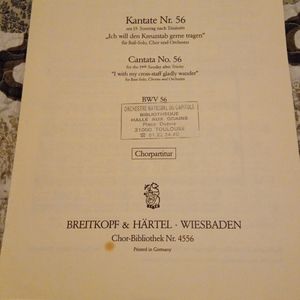 Kantate Nr. 56
am 19. Sonntag nach Trinitatis
„Ich will den Kreuzstab gerne tragen“
für Baß-Solo, Chor und Orchester
Cantata No. 56
for the 19th Sunday after Trinity
"I with my cross-staff gladly wander"
for Bass Solo, Chorus and Orchestra
BWV 56
ORCHESTRE NATIONAL DU CAPITOLE
BIBLIOTHEQUE
HALLE AUX GRAINS
Place Dupuy
31000 TOULOUSE
Chorpartitur
BREITKOPF & HÄRTEL · WIESBADEN
Chor-Bibliothek Nr. 4556
Printed in Germany